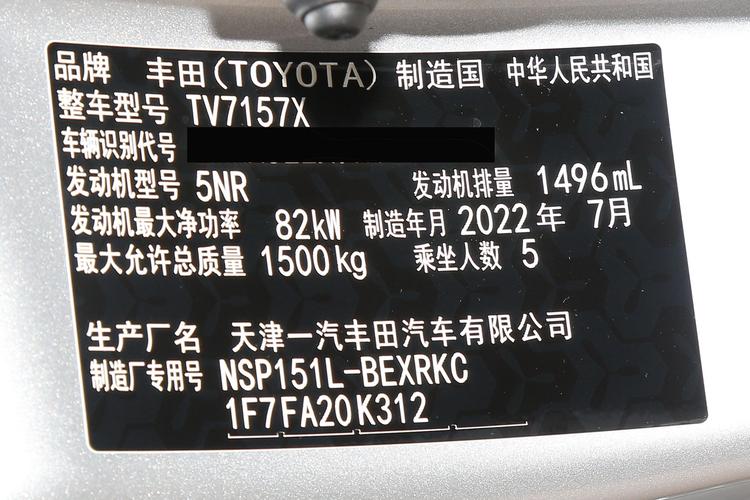 品牌 丰田(TOYOTA) 制造国 中华人民共和国
整车型号 TV7157X
车辆识别代号
发动机型号 5NR 发动机排量 1496mL
发动机最大净功率 82kW 制造年月 2022年 7月
最大允许总质量 1500kg 乘坐人数 5
生产厂名 天津一汽丰田汽车有限公司
制造厂专用号 NSP151L-BEXRKC
1F7FA20K312